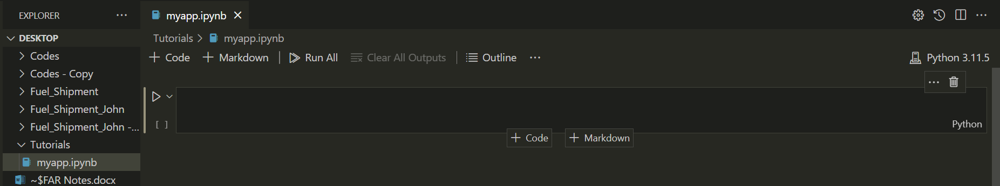 EXPLORER
DESKTOP
Codes
Codes - Copy
Fuel_Shipment
Fuel_Shipment_John
Fuel_Shipment_John -...
Tutorials
myapp.ipynb
~$FAR Notes.docx
myapp.ipynb
Tutorials > myapp.ipynb
+ Code + Markdown | Run All Clear All Outputs | Outline ... Python 3.11.5
[ ]
Python
+ Code + Markdown